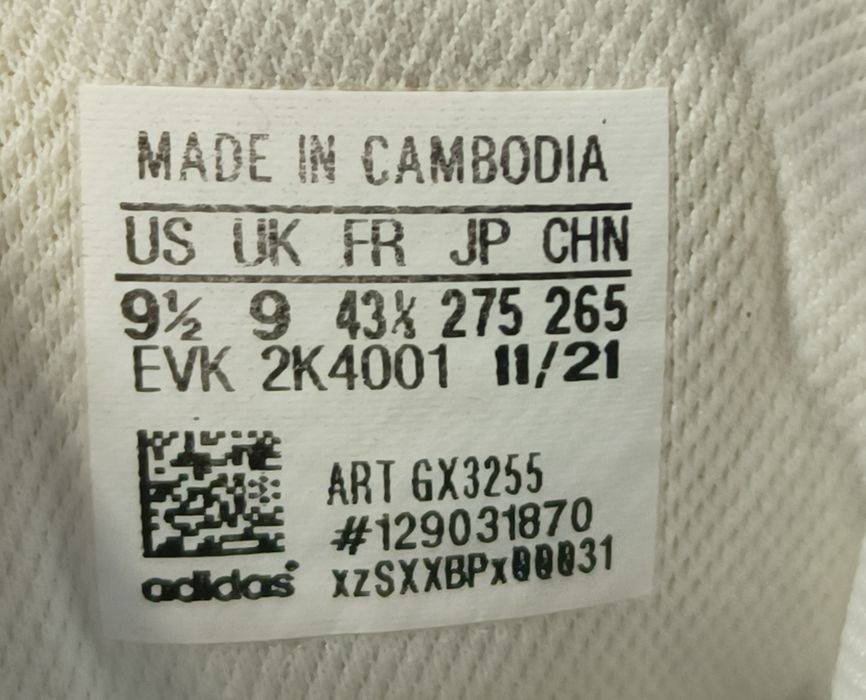 MADE IN CAMBODIA
US UK FR JP CHN
9½ 9 43⅓ 275 265
EVK 2K4001 11/21
ART GX3255
#129031870
xzSXXBPx00031
adidas